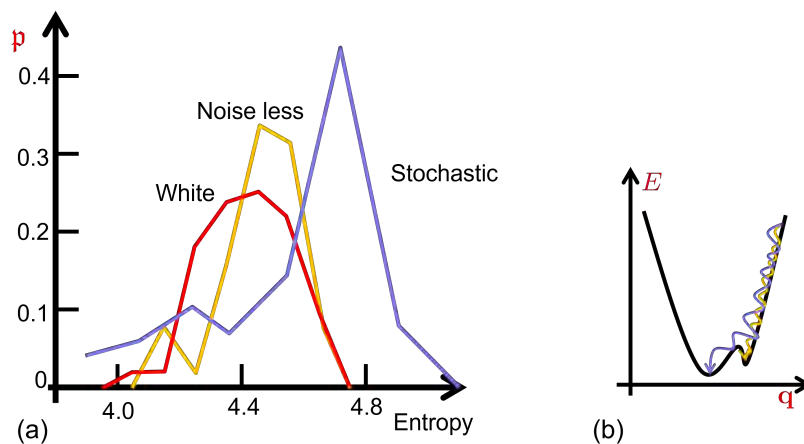 𝔭
0.4
Noise less
0.3
White
Stochastic
0.2
0.1
0
4.0
4.4
4.8
Entropy
(a)
E
q
(b)